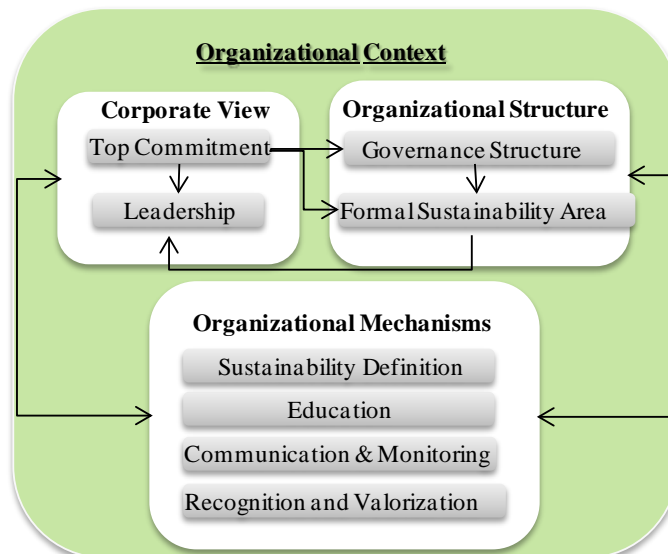 Organizational Context
Corporate View
Top Commitment
Leadership
Organizational Structure
Governance Structure
Formal Sustainability Area
Organizational Mechanisms
Sustainability Definition
Education
Communication & Monitoring
Recognition and Valorization